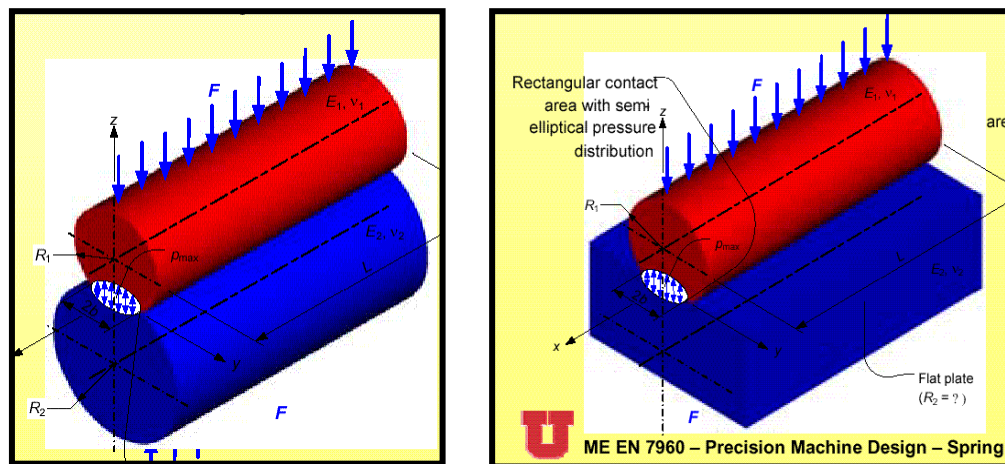 F
z
E1, ν1
E2, ν2
R1
pmax
L
2b
y
R2
F
Rectangular contact
area with semi
elliptical pressure
distribution
F
E1, ν1
are
z
R1
pmax
L
E2, ν2
2b
x
y
Flat plate
(R2 = ?)
F
U
ME EN 7960 – Precision Machine Design – Spring